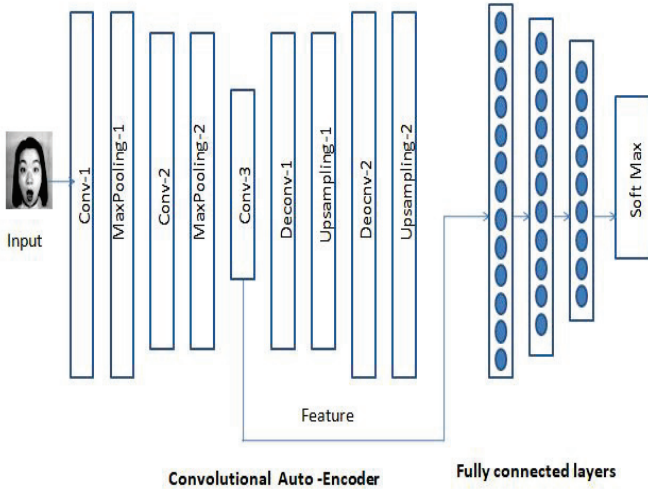 Input
Conv-1
MaxPooling-1
Conv-2
MaxPooling-2
Conv-3
Deconv-1
Upsampling-1
Deocnv-2
Upsampling-2
Soft Max
Feature
Convolutional Auto -Encoder
Fully connected layers